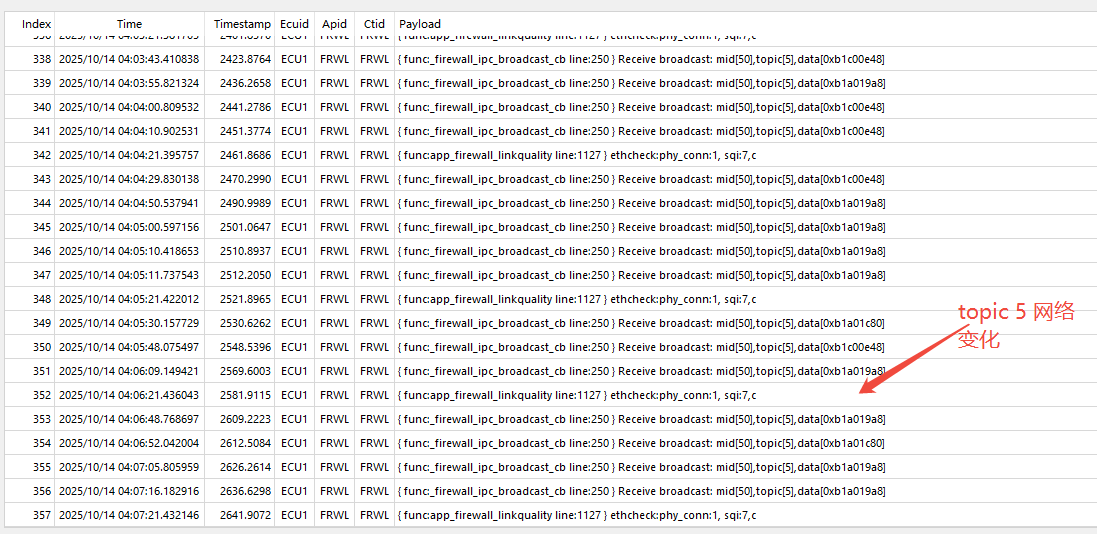 Index Time Timestamp Ecuid Apid Ctid Payload
338 2025/10/14 04:03:43.410838 2423.8764 ECU1 FRWL FRWL { func:_firewall_ipc_broadcast_cb line:250 } Receive broadcast: mid[50],topic[5],data[0xb1c00e48]
339 2025/10/14 04:03:55.821324 2436.2658 ECU1 FRWL FRWL { func:_firewall_ipc_broadcast_cb line:250 } Receive broadcast: mid[50],topic[5],data[0xb1a019a8]
340 2025/10/14 04:04:00.809532 2441.2786 ECU1 FRWL FRWL { func:_firewall_ipc_broadcast_cb line:250 } Receive broadcast: mid[50],topic[5],data[0xb1c00e48]
341 2025/10/14 04:04:10.902531 2451.3774 ECU1 FRWL FRWL { func:_firewall_ipc_broadcast_cb line:250 } Receive broadcast: mid[50],topic[5],data[0xb1c00e48]
342 2025/10/14 04:04:21.395757 2461.8686 ECU1 FRWL FRWL { func:app_firewall_linkquality line:1127 } ethcheck:phy_conn:1, sqi:7,c
343 2025/10/14 04:04:29.830138 2470.2990 ECU1 FRWL FRWL { func:_firewall_ipc_broadcast_cb line:250 } Receive broadcast: mid[50],topic[5],data[0xb1c00e48]
344 2025/10/14 04:04:50.537941 2490.9989 ECU1 FRWL FRWL { func:_firewall_ipc_broadcast_cb line:250 } Receive broadcast: mid[50],topic[5],data[0xb1a019a8]
345 2025/10/14 04:05:00.597156 2501.0647 ECU1 FRWL FRWL { func:_firewall_ipc_broadcast_cb line:250 } Receive broadcast: mid[50],topic[5],data[0xb1a019a8]
346 2025/10/14 04:05:10.418653 2510.8937 ECU1 FRWL FRWL { func:_firewall_ipc_broadcast_cb line:250 } Receive broadcast: mid[50],topic[5],data[0xb1a019a8]
347 2025/10/14 04:05:11.737543 2512.2050 ECU1 FRWL FRWL { func:_firewall_ipc_broadcast_cb line:250 } Receive broadcast: mid[50],topic[5],data[0xb1a019a8]
348 2025/10/14 04:05:21.422012 2521.8965 ECU1 FRWL FRWL { func:app_firewall_linkquality line:1127 } ethcheck:phy_conn:1, sqi:7,c
349 2025/10/14 04:05:30.157729 2530.6262 ECU1 FRWL FRWL { func:_firewall_ipc_broadcast_cb line:250 } Receive broadcast: mid[50],topic[5],data[0xb1a01c80]
topic 5 网络
变化
350 2025/10/14 04:05:48.075497 2548.5396 ECU1 FRWL FRWL { func:_firewall_ipc_broadcast_cb line:250 } Receive broadcast: mid[50],topic[5],data[0xb1c00e48]
351 2025/10/14 04:06:09.149421 2569.6003 ECU1 FRWL FRWL { func:_firewall_ipc_broadcast_cb line:250 } Receive broadcast: mid[50],topic[5],data[0xb1a019a8]
352 2025/10/14 04:06:21.436043 2581.9115 ECU1 FRWL FRWL { func:app_firewall_linkquality line:1127 } ethcheck:phy_conn:1, sqi:7,c
353 2025/10/14 04:06:48.768697 2609.2223 ECU1 FRWL FRWL { func:_firewall_ipc_broadcast_cb line:250 } Receive broadcast: mid[50],topic[5],data[0xb1a019a8]
354 2025/10/14 04:06:52.042004 2612.5084 ECU1 FRWL FRWL { func:_firewall_ipc_broadcast_cb line:250 } Receive broadcast: mid[50],topic[5],data[0xb1a01c80]
355 2025/10/14 04:07:05.805959 2626.2614 ECU1 FRWL FRWL { func:_firewall_ipc_broadcast_cb line:250 } Receive broadcast: mid[50],topic[5],data[0xb1a019a8]
356 2025/10/14 04:07:16.182916 2636.6298 ECU1 FRWL FRWL { func:_firewall_ipc_broadcast_cb line:250 } Receive broadcast: mid[50],topic[5],data[0xb1a019a8]
357 2025/10/14 04:07:21.432146 2641.9072 ECU1 FRWL FRWL { func:app_firewall_linkquality line:1127 } ethcheck:phy_conn:1, sqi:7,c